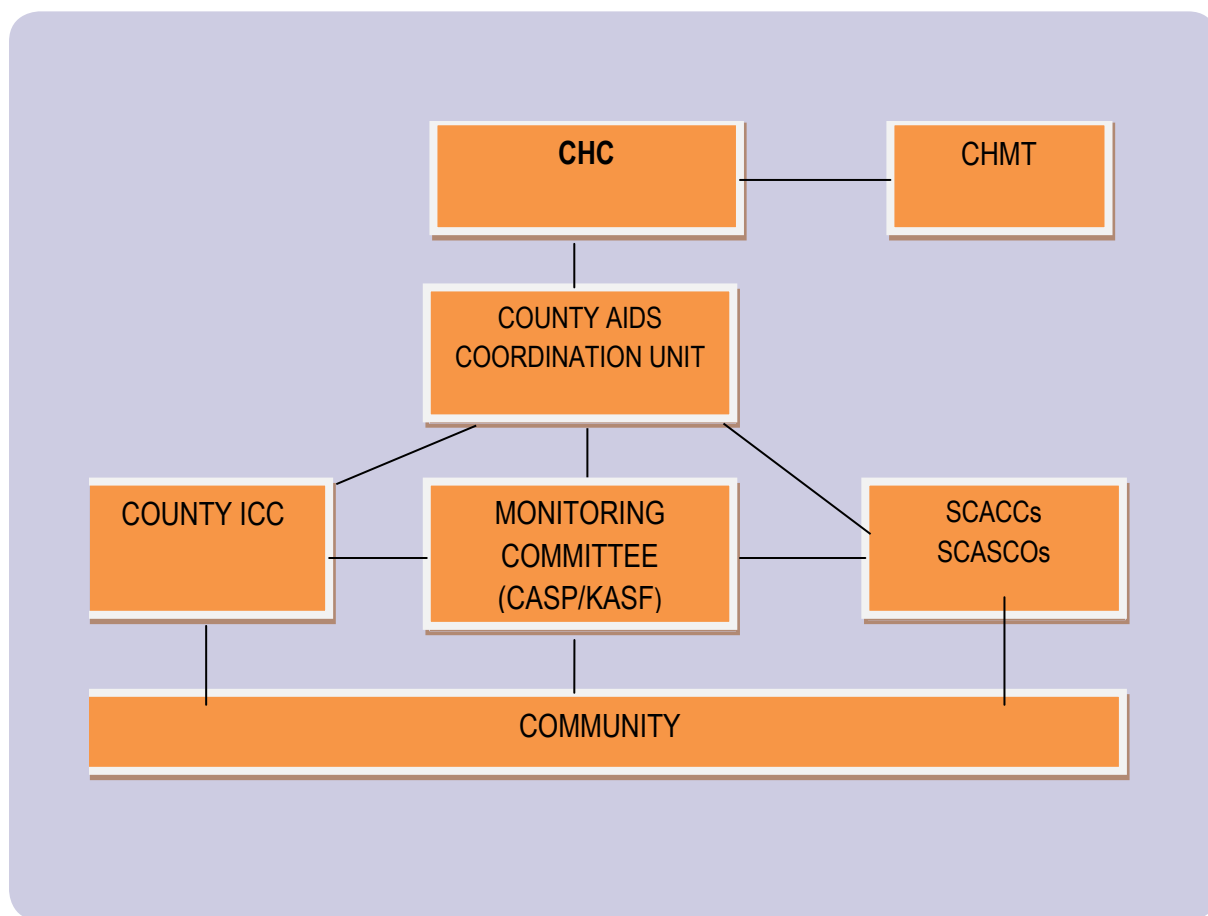 CHC
CHMT
COUNTY AIDS
COORDINATION UNIT
COUNTY ICC
MONITORING
COMMITTEE
(CASP/KASF)
SCACCs
SCASCOs
COMMUNITY